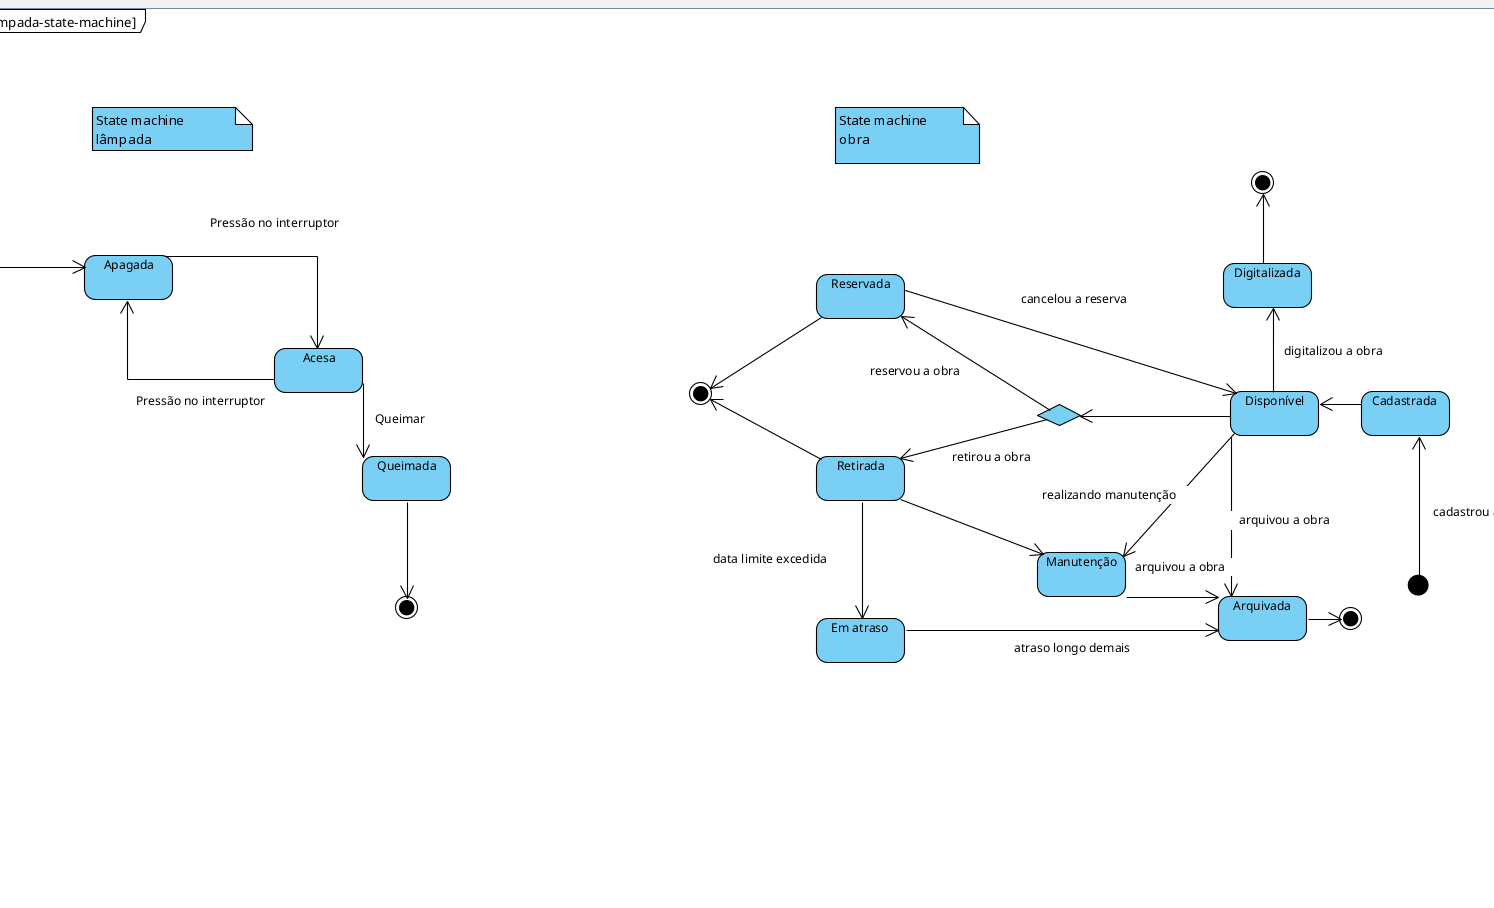 mpada-state-machine]
State machine
lâmpada
State machine
obra
Pressão no interruptor
Apagada
Acesa
Pressão no interruptor
Queimar
Queimada
Digitalizada
Reservada
cancelou a reserva
digitalizou a obra
reservou a obra
Disponível
Cadastrada
retirou a obra
Retirada
realizando manutenção
cadastrou
arquivou a obra
data limite excedida
Manutenção
arquivou a obra
Arquivada
Em atraso
atraso longo demais